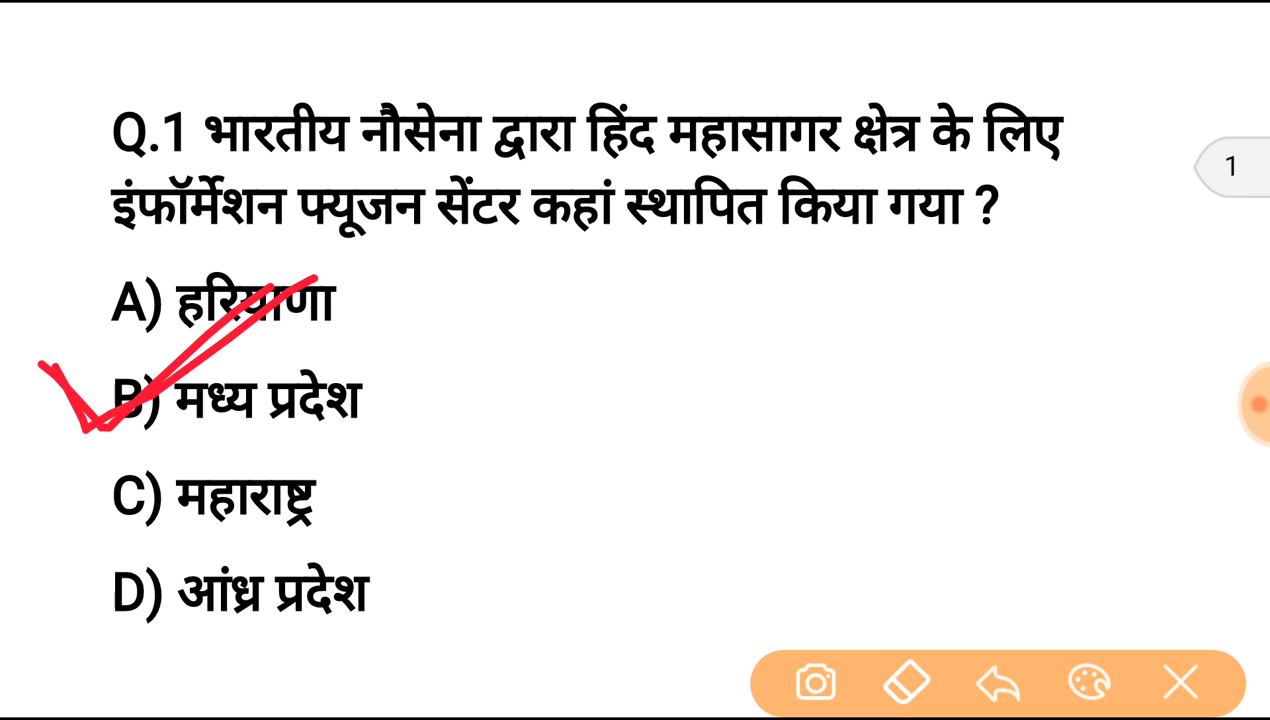 Q.1 भारतीय नौसेना द्वारा हिंद महासागर क्षेत्र के लिए
इंफॉर्मेशन फ्यूजन सेंटर कहां स्थापित किया गया ?
1
A) हरियाणा
B) मध्य प्रदेश
C) महाराष्ट्र
D) आंध्र प्रदेश